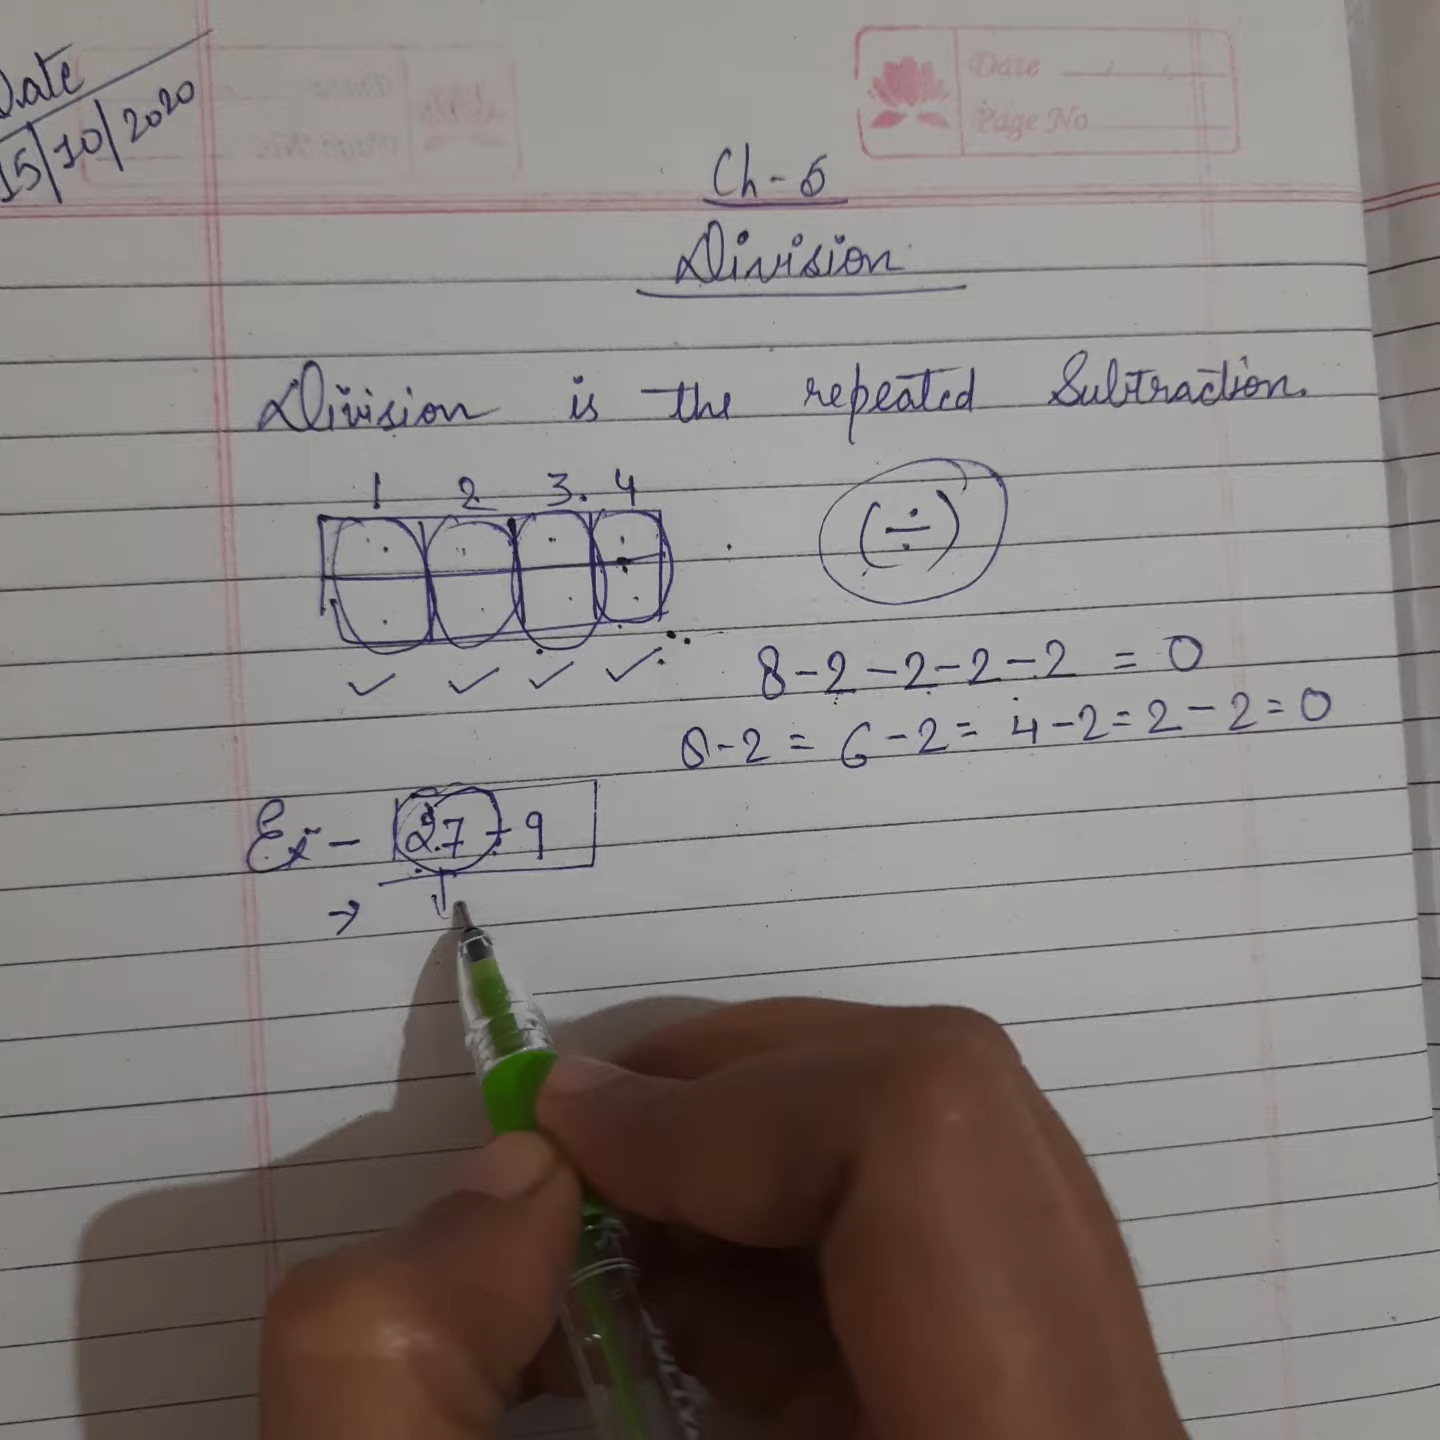 Date
15/10/2020
Date
Page No
Ch-6
Division
Division is the repeated Subtraction.
1 2 3. 4
(÷)
8-2-2-2-2 = 0
8-2 = 6-2 = 4-2 = 2-2 = 0
Ex- 27÷9